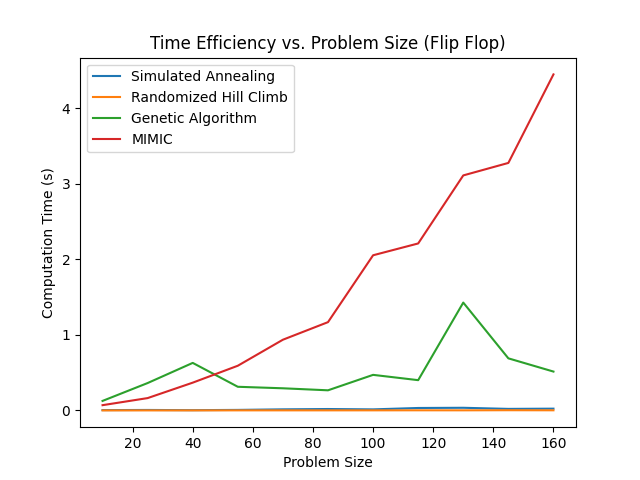 Time Efficiency vs. Problem Size (Flip Flop)
Simulated Annealing
Randomized Hill Climb
Genetic Algorithm
MIMIC
Computation Time (s)
4
3
2
1
0
20 40 60 80 100 120 140 160
Problem Size